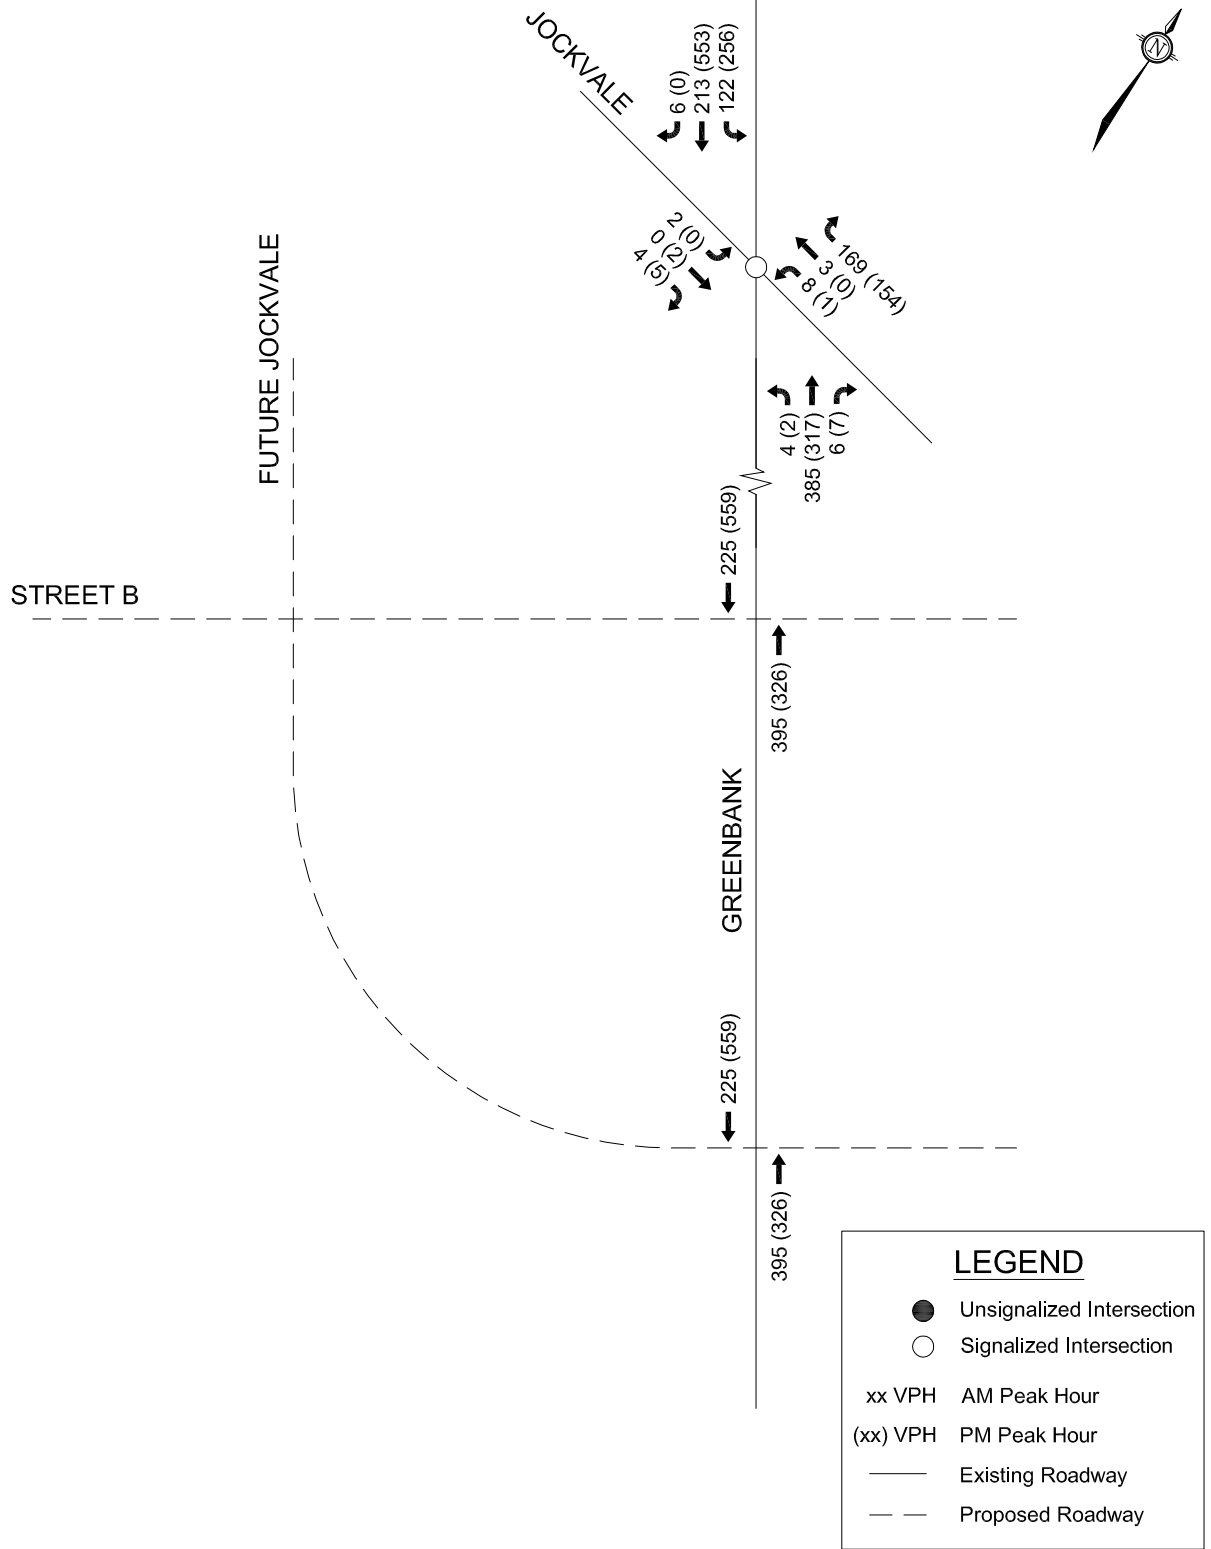 JOCKVALE
6 (0)
213 (553)
122 (256)
N
2 (0)
0 (2)
4 (5)
169 (154)
3 (0)
8 (1)
FUTURE JOCKVALE
4 (2)
385 (317)
6 (7)
225 (559)
STREET B
395 (326)
GREENBANK
225 (559)
395 (326)
LEGEND
Unsignalized Intersection
Signalized Intersection
xx VPH AM Peak Hour
(xx) VPH PM Peak Hour
Existing Roadway
Proposed Roadway